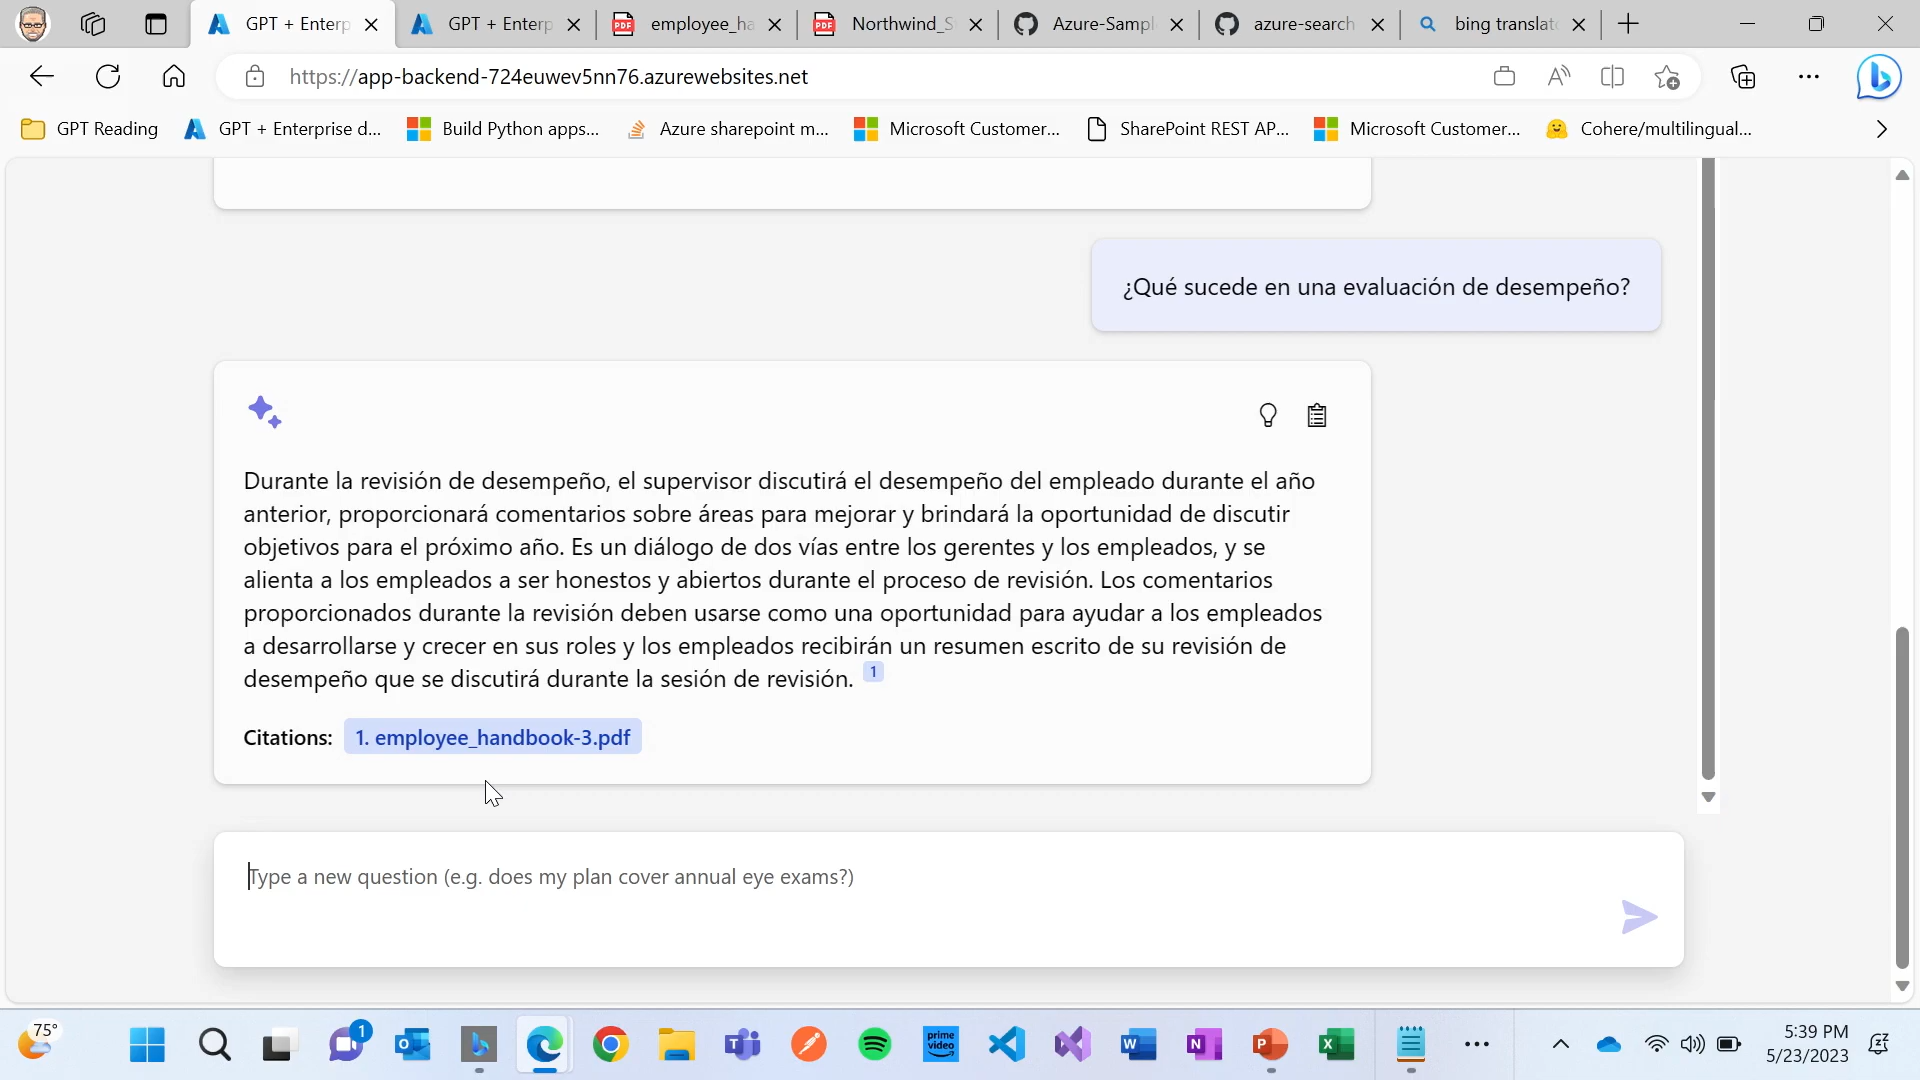 GPT + Enterp
GPT + Enterp
employee_ha
Northwind_S
Azure-Sampl
azure-search
bing translat
https://app-backend-724euwev5nn76.azurewebsites.net
GPT Reading
GPT + Enterprise d...
Build Python apps...
Azure sharepoint m...
Microsoft Customer...
SharePoint REST AP...
Microsoft Customer...
Cohere/multilingual...
¿Qué sucede en una evaluación de desempeño?
Durante la revisión de desempeño, el supervisor discutirá el desempeño del empleado durante el año
anterior, proporcionará comentarios sobre áreas para mejorar y brindará la oportunidad de discutir
objetivos para el próximo año. Es un diálogo de dos vías entre los gerentes y los empleados, y se
alienta a los empleados a ser honestos y abiertos durante el proceso de revisión. Los comentarios
proporcionados durante la revisión deben usarse como una oportunidad para ayudar a los empleados
a desarrollarse y crecer en sus roles y los empleados recibirán un resumen escrito de su revisión de
desempeño que se discutirá durante la sesión de revisión. 1
Citations: 1. employee_handbook-3.pdf
Type a new question (e.g. does my plan cover annual eye exams?)
75°
1
prime video
5:39 PM
5/23/2023